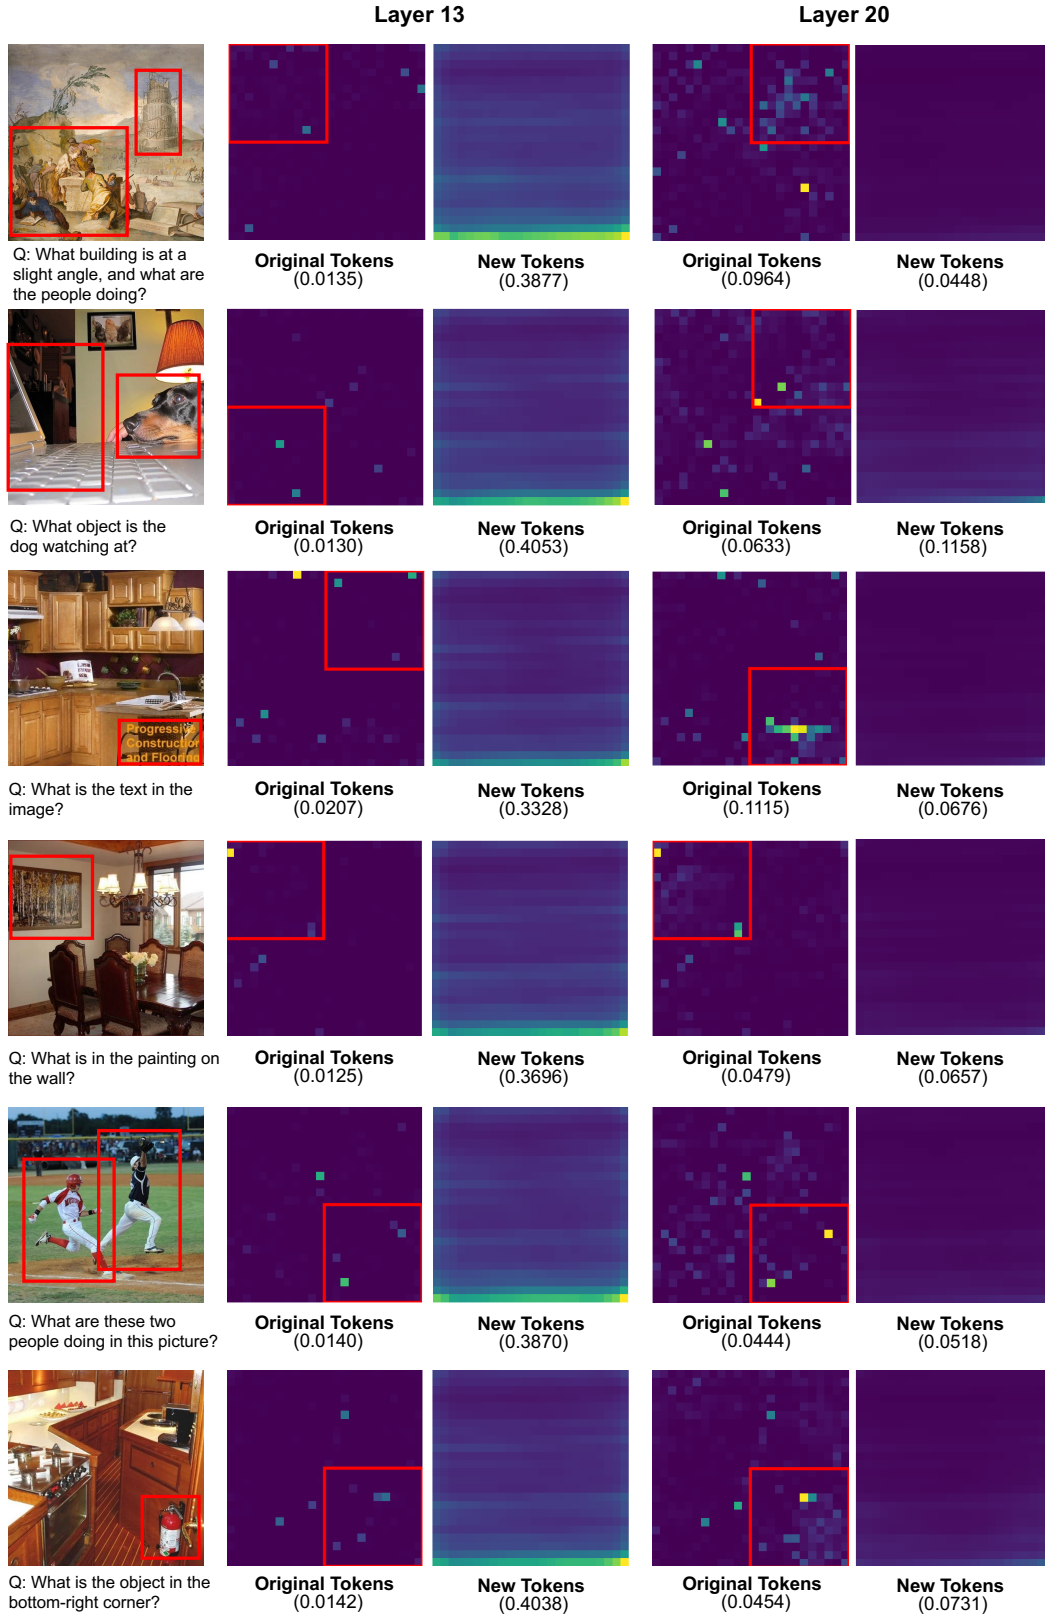 Layer 13
Layer 20
Q: What building is at a
slight angle, and what are
the people doing?
Original Tokens
(0.0135)
New Tokens
(0.3877)
Original Tokens
(0.0964)
New Tokens
(0.0448)
Q: What object is the
dog watching at?
Original Tokens
(0.0130)
New Tokens
(0.4053)
Original Tokens
(0.0633)
New Tokens
(0.1158)
Progressive
Construction
and Flooring
Q: What is the text in the
image?
Original Tokens
(0.0207)
New Tokens
(0.3328)
Original Tokens
(0.1115)
New Tokens
(0.0676)
Q: What is in the painting on
the wall?
Original Tokens
(0.0125)
New Tokens
(0.3696)
Original Tokens
(0.0479)
New Tokens
(0.0657)
Q: What are these two
people doing in this picture?
Original Tokens
(0.0140)
New Tokens
(0.3870)
Original Tokens
(0.0444)
New Tokens
(0.0518)
Q: What is the object in the
bottom-right corner?
Original Tokens
(0.0142)
New Tokens
(0.4038)
Original Tokens
(0.0454)
New Tokens
(0.0731)